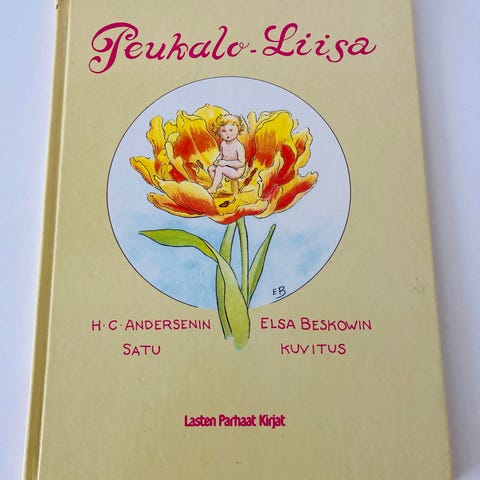 Peukalo-Liisa
EB
H·C·ANDERSENIN ELSA BESKOWIN
SATU KUVITUS
Lasten Parhaat Kirjat